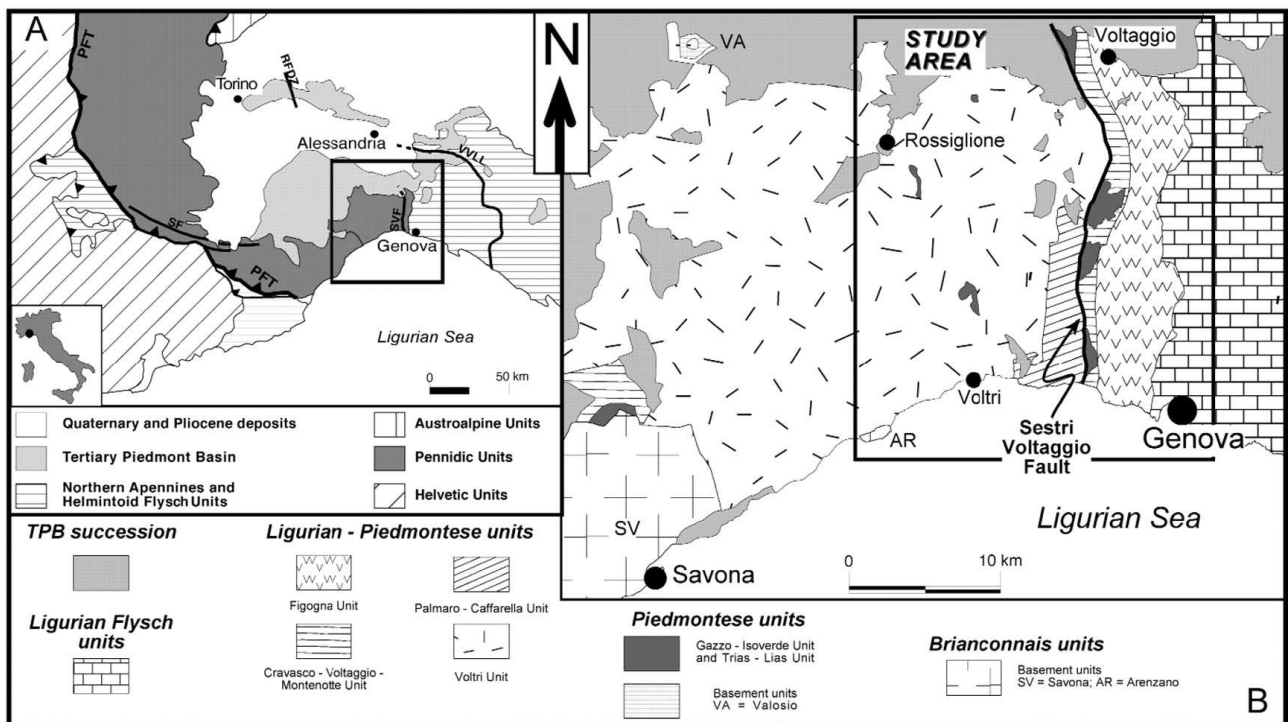 A
PFT
RFDZ
Torino
Alessandria
VVLL
SVF
Genova
SF
PFT
Ligurian Sea
0 50 km
Quaternary and Pliocene deposits
Tertiary Piedmont Basin
Northern Apennines and
Helmintoid Flysch Units
Austroalpine Units
Pennidic Units
Helvetic Units
N
VA
STUDY
AREA
Voltaggio
Rossiglione
Voltri
AR
Sestri
Voltaggio
Fault
Genova
SV
Savona
Ligurian Sea
0 10 km
TPB succession
Ligurian Flysch
units
Ligurian - Piedmontese units
Figogna Unit
Palmaro - Caffarella Unit
Cravasco - Voltaggio -
Montenotte Unit
Voltri Unit
Piedmontese units
Gazzo - Isoverde Unit
and Trias - Lias Unit
Basement units
VA = Valosio
Brianconnais units
Basement units
SV = Savona; AR = Arenzano
B